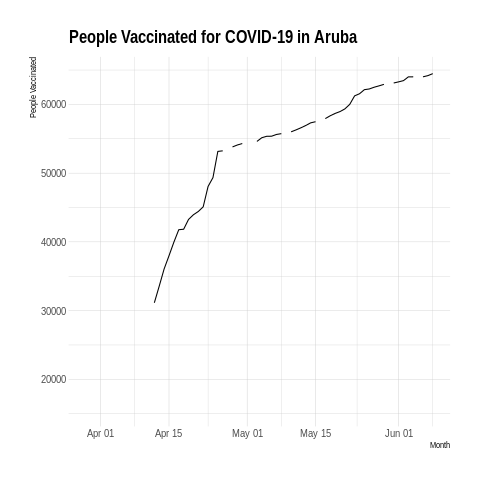 People Vaccinated for COVID-19 in Aruba
People Vaccinated
60000
50000
40000
30000
20000
Apr 01 Apr 15 May 01 May 15 Jun 01
Month